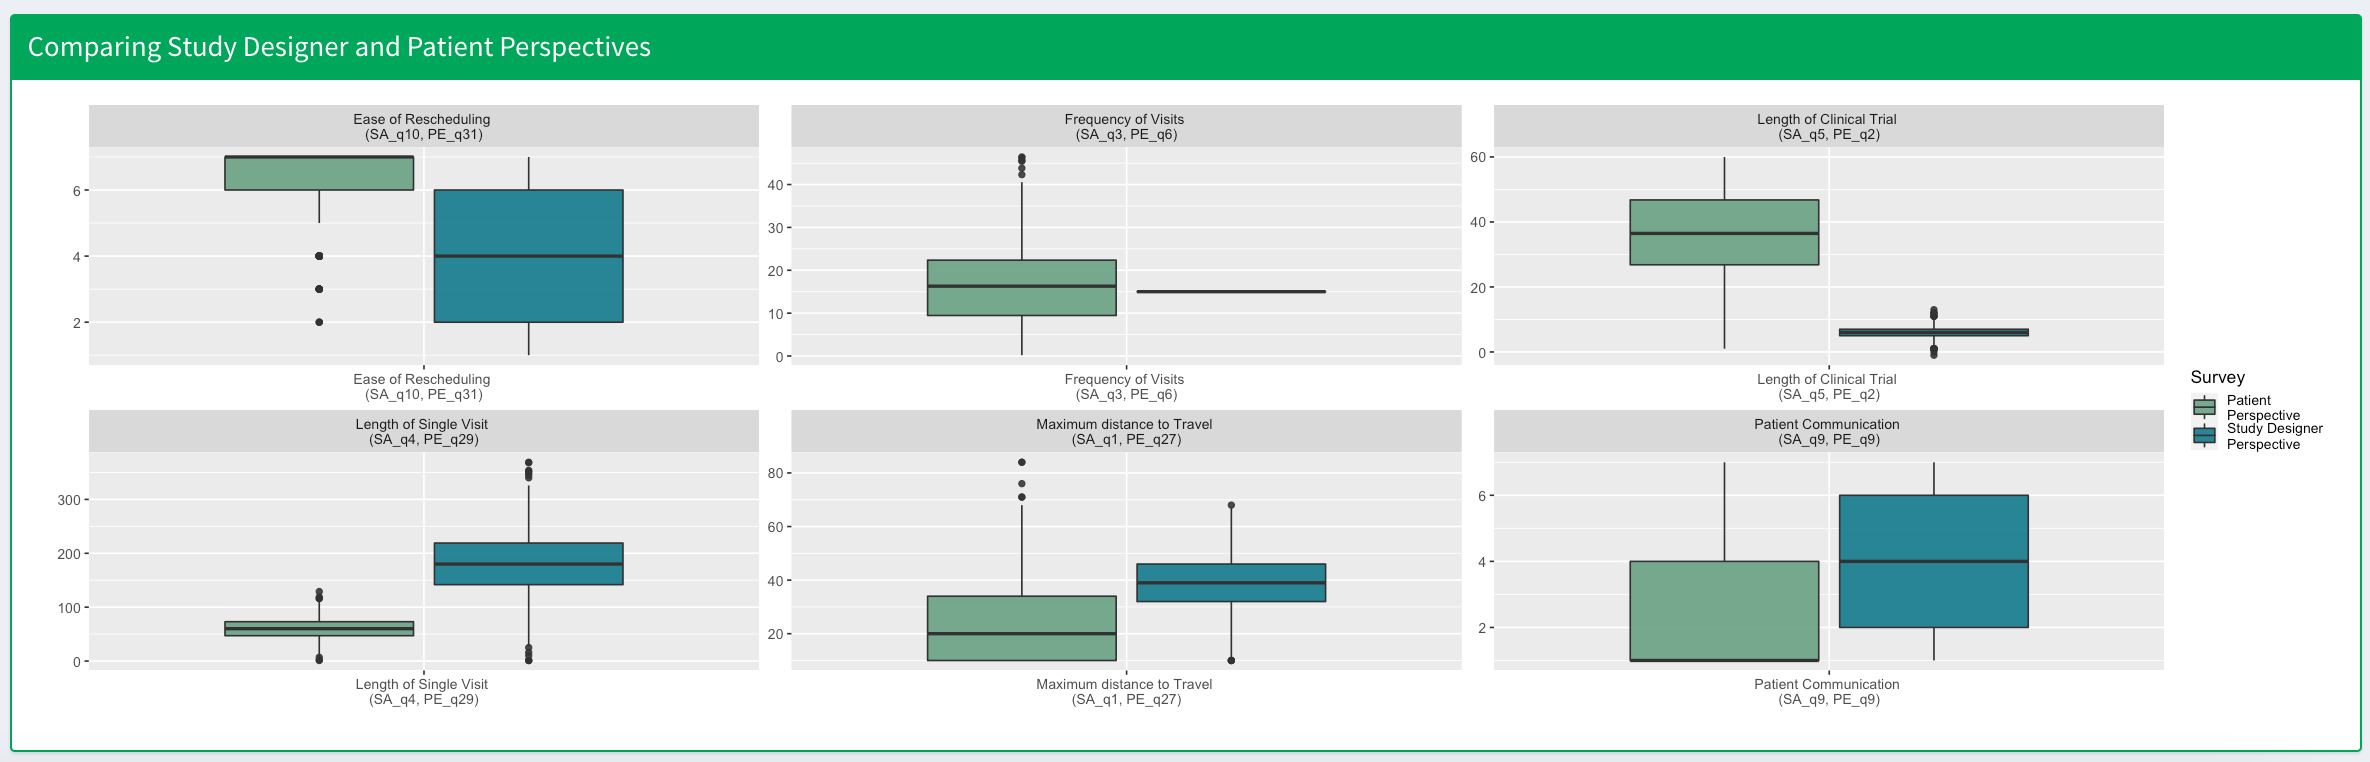 Comparing Study Designer and Patient Perspectives
Ease of Rescheduling
(SA_q10, PE_q31)
6
4
2
Ease of Rescheduling
(SA_q10, PE_q31)
Frequency of Visits
(SA_q3, PE_q6)
40
30
20
10
0
Frequency of Visits
(SA_q3, PE_q6)
Length of Clinical Trial
(SA_q5, PE_q2)
60
40
20
0
Length of Clinical Trial
(SA_q5, PE_q2)
Length of Single Visit
(SA_q4, PE_q29)
300
200
100
0
Length of Single Visit
(SA_q4, PE_q29)
Maximum distance to Travel
(SA_q1, PE_q27)
80
60
40
20
Maximum distance to Travel
(SA_q1, PE_q27)
Patient Communication
(SA_q9, PE_q9)
6
4
2
Patient Communication
(SA_q9, PE_q9)
Survey
Patient
Perspective
Study Designer
Perspective